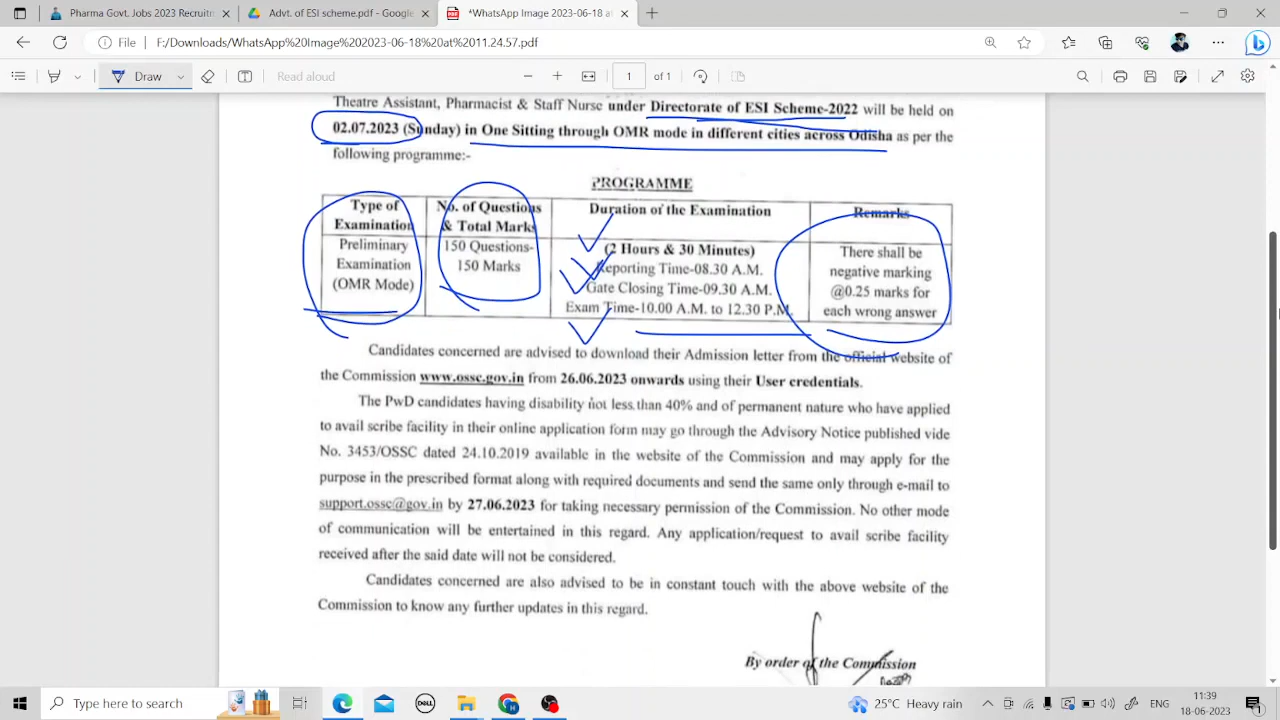 Pharma Govt. Jobs 2023 Recruitm
Advt. of ESI scheme.pdf - Google
*WhatsApp Image 2023-06-18 at
File
F:/Downloads/WhatsApp%20Image%202023-06-18%20at%2011.24.57.pdf
Draw
Read aloud
1
of 1
Theatre Assistant, Pharmacist & Staff Nurse under Directorate of ESI Scheme-2022 will be held on
02.07.2023 (Sunday) in One Sitting through OMR mode in different cities across Odisha as per the
following programme:-
PROGRAMME
Type of Examination
No. of Questions & Total Marks
Duration of the Examination
Remarks
Preliminary
Examination
(OMR Mode)
150 Questions-
150 Marks
(2 Hours & 30 Minutes)
Reporting Time-08.30 A.M.
Gate Closing Time-09.30 A.M.
Exam Time-10.00 A.M. to 12.30 P.M.
There shall be
negative marking
@0.25 marks for
each wrong answer
Candidates concerned are advised to download their Admission letter from the official website of
the Commission www.ossc.gov.in from 26.06.2023 onwards using their User credentials.
The PwD candidates having disability not less than 40% and of permanent nature who have applied
to avail scribe facility in their online application form may go through the Advisory Notice published vide
No. 3453/OSSC dated 24.10.2019 available in the website of the Commission and may apply for the
purpose in the prescribed format along with required documents and send the same only through e-mail to
support.ossc@gov.in by 27.06.2023 for taking necessary permission of the Commission. No other mode
of communication will be entertained in this regard. Any application/request to avail scribe facility
received after the said date will not be considered.
Candidates concerned are also advised to be in constant touch with the above website of the
Commission to know any further updates in this regard.
By order of the Commission
Type here to search
DELL
25°C Heavy rain
11:39
18-06-2023